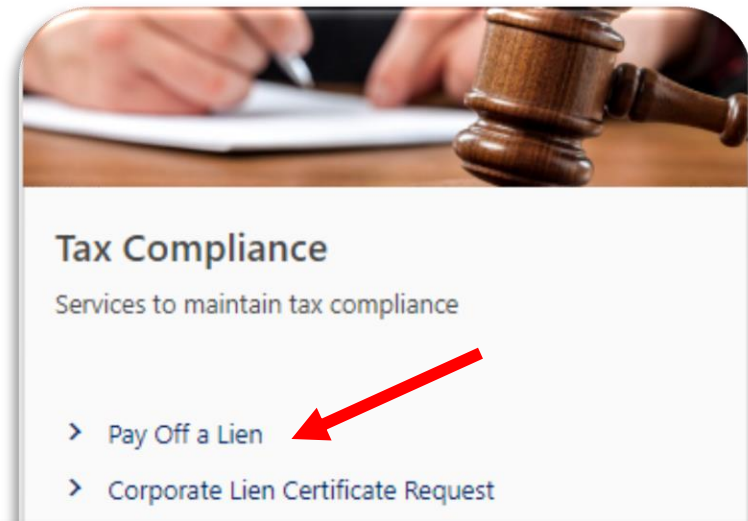 Tax Compliance
Services to maintain tax compliance
> Pay Off a Lien
> Corporate Lien Certificate Request